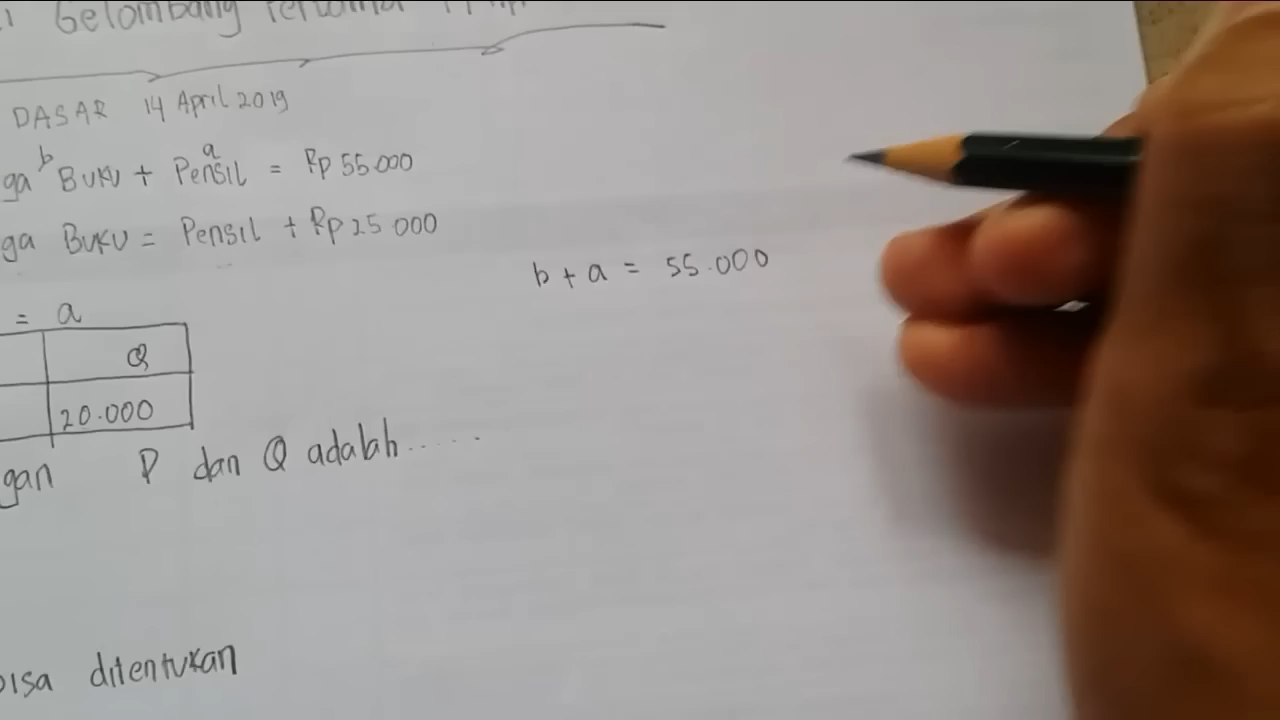 Gelombang
DASAR 14 April 2019
b a
ga Buku + Pensil = Rp 55.000
ga Buku = Pensil + Rp 25 000
b + a = 55.000
= a
Q
20.000
gan P dan Q adalah.....
bisa ditentukan